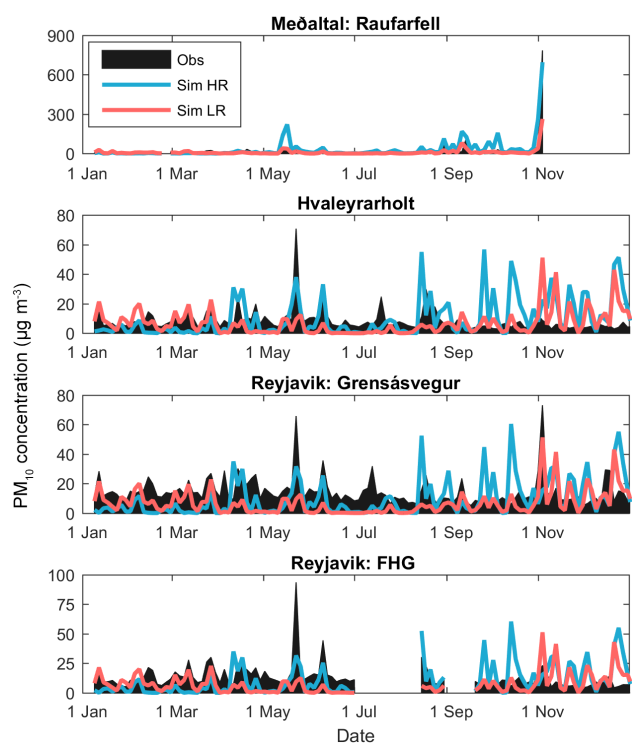 Meðaltal: Raufarfell
900
600
300
0
Obs
Sim HR
Sim LR
1 Jan 1 Mar 1 May 1 Jul 1 Sep 1 Nov
Hvaleyrarholt
80
60
40
20
0
1 Jan 1 Mar 1 May 1 Jul 1 Sep 1 Nov
Reyjavik: Grensásvegur
80
60
40
20
0
1 Jan 1 Mar 1 May 1 Jul 1 Sep 1 Nov
Reyjavik: FHG
100
75
50
25
0
1 Jan 1 Mar 1 May 1 Jul 1 Sep 1 Nov
Date
PM₁₀ concentration (μg m⁻³)